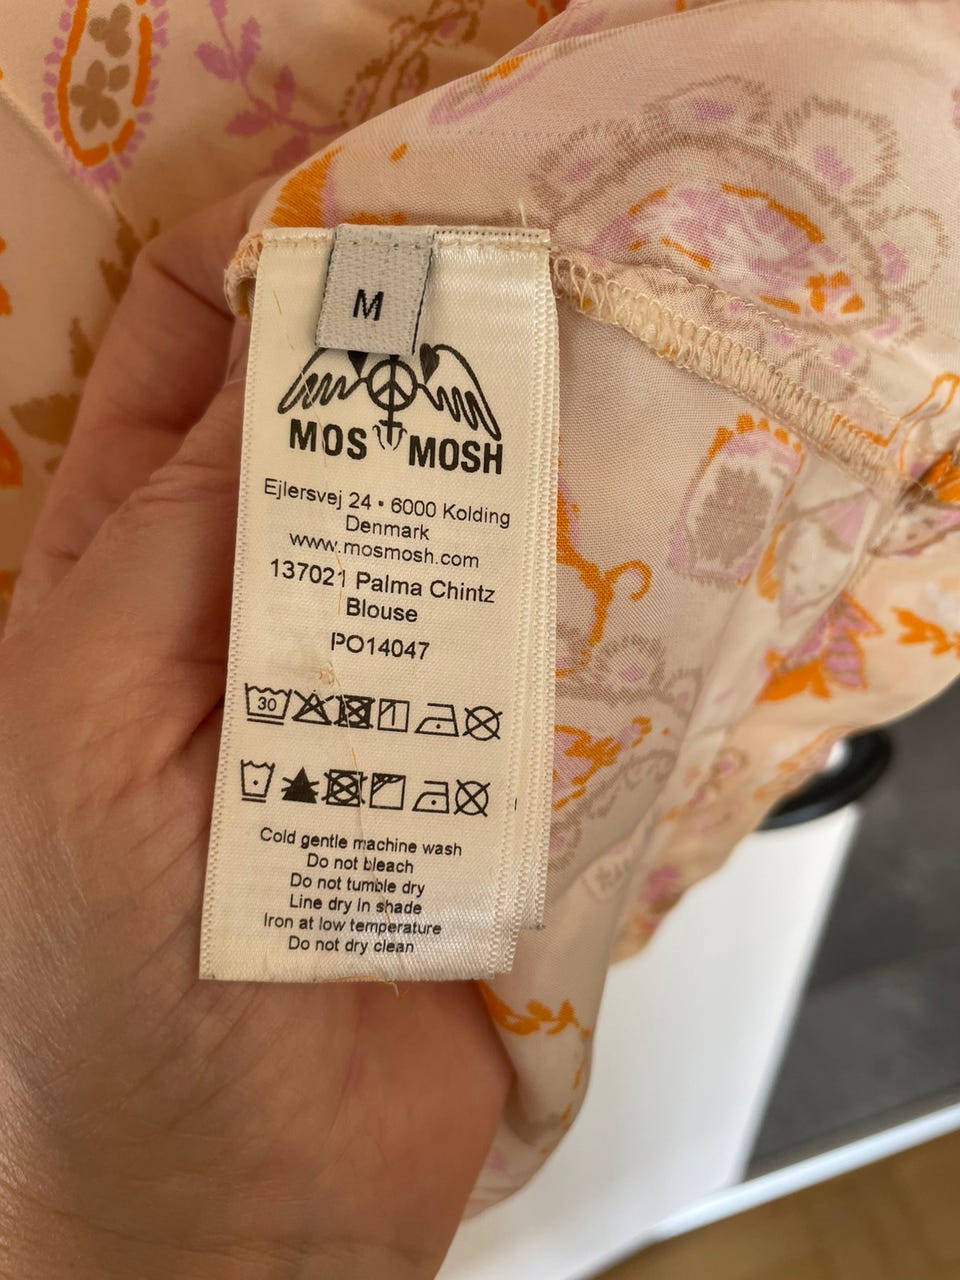 M
MOS MOSH
Ejlersvej 24 • 6000 Kolding
Denmark
www.mosmosh.com
137021 Palma Chintz
Blouse
PO14047
30
Cold gentle machine wash
Do not bleach
Do not tumble dry
Line dry in shade
Iron at low temperature
Do not dry clean